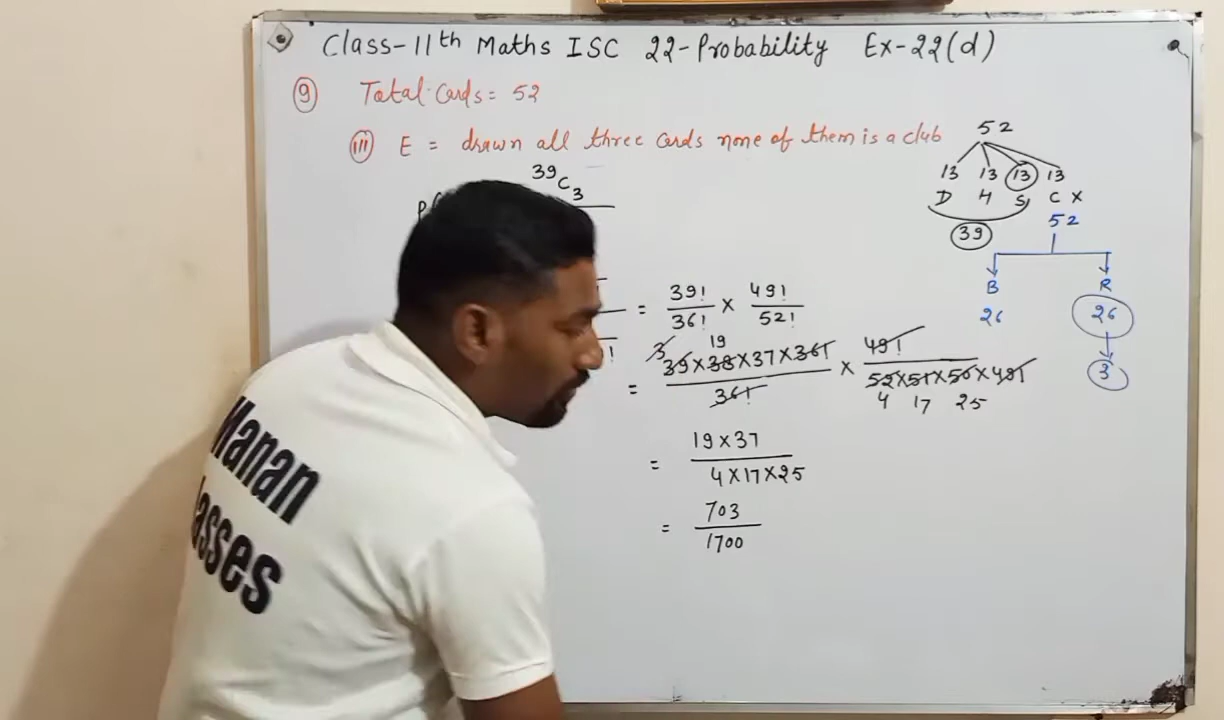 Class-11th Maths ISC 22-Probability Ex-22(d)
9 Total Cards = 52
iii E = drawn all three cards none of them is a club
39C3
P(
= 39!/36! × 49!/52!
3 19
= 39×38×37×36!/36! × 49!/52×51×50×49!
4 17 25
= 19×37/4×17×25
= 703/1700
52
13 13 13 13
D H S C X
39
52
B R
26 26
3
Manan
lasses